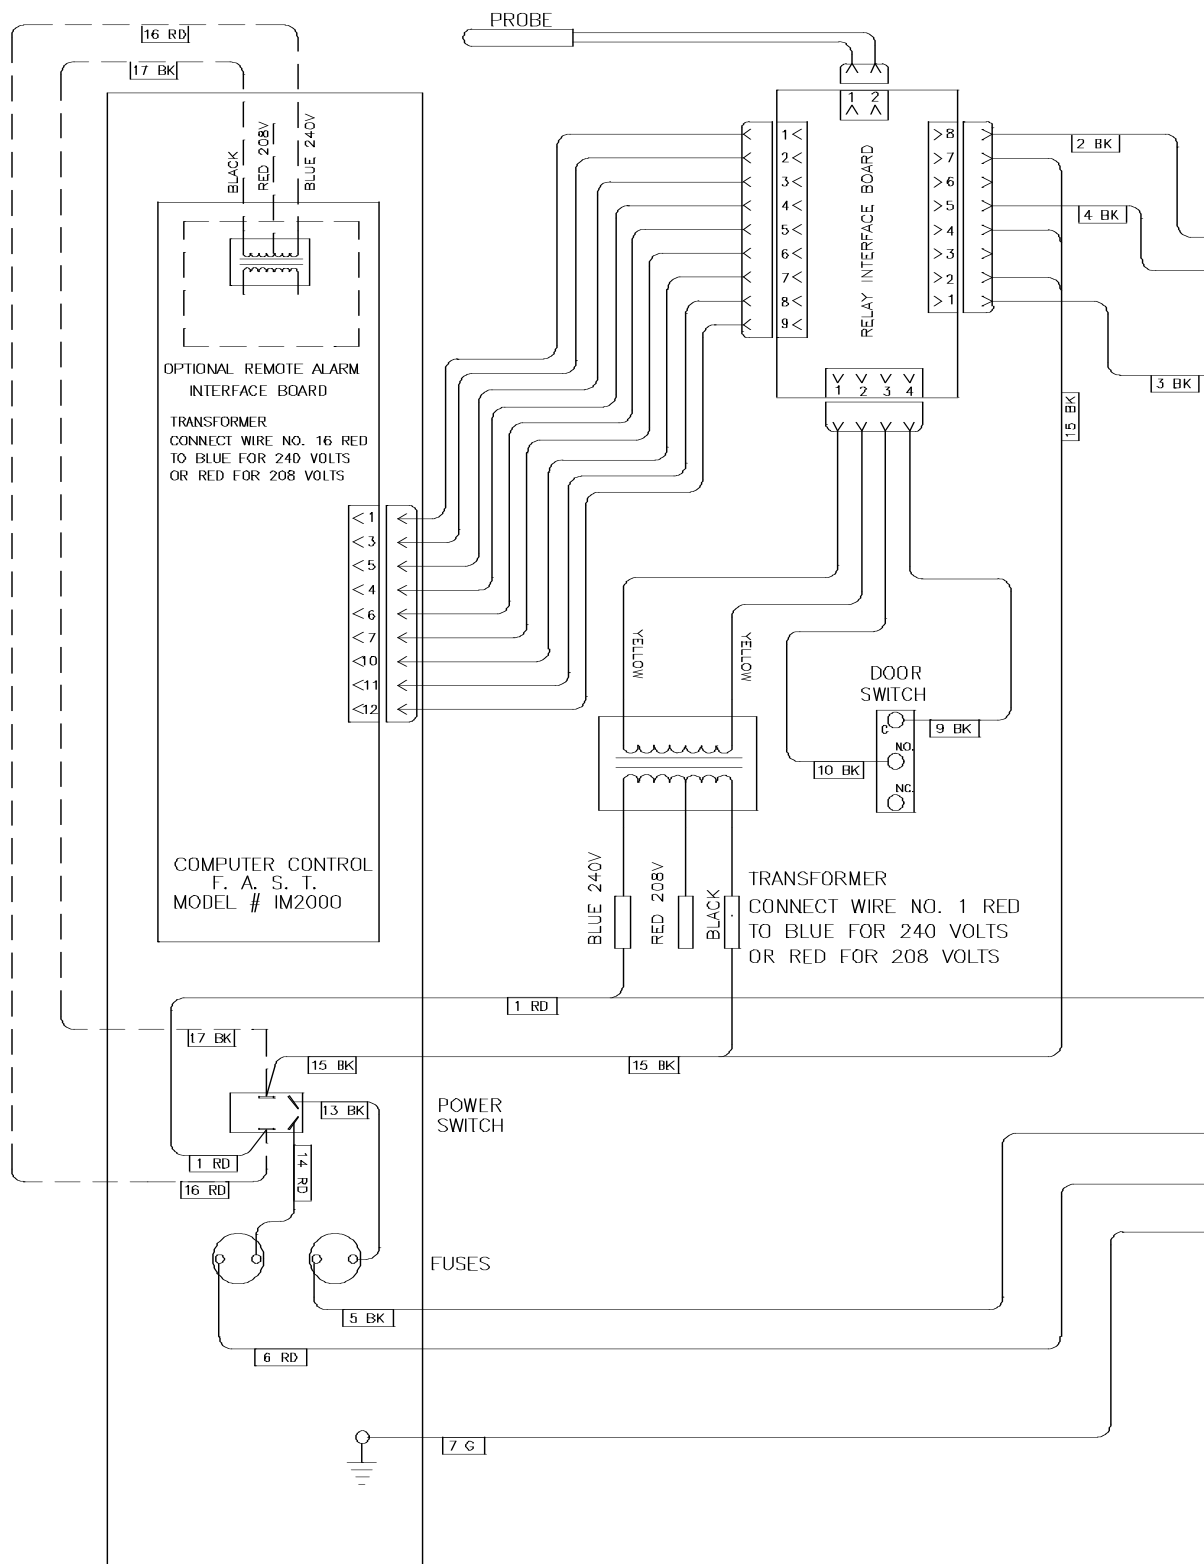 PROBE
16 RD
17 BK
1 2
BLACK
RED 208V
BLUE 240V
1
2
3
4
5
6
7
8
9
RELAY INTERFACE BOARD
8
7
6
5
4
3
2
1
2 BK
4 BK
3 BK
15 BK
1 2 3 4
OPTIONAL REMOTE ALARM
INTERFACE BOARD
TRANSFORMER
CONNECT WIRE NO. 16 RED
TO BLUE FOR 240 VOLTS
OR RED FOR 208 VOLTS
1
3
5
4
6
7
10
11
12
YELLOW
YELLOW
DOOR
SWITCH
C
N.O.
NC.
9 BK
10 BK
COMPUTER CONTROL
F. A. S. T.
MODEL # IM2000
BLUE 240V
RED 208V
BLACK
TRANSFORMER
CONNECT WIRE NO. 1 RED
TO BLUE FOR 240 VOLTS
OR RED FOR 208 VOLTS
1 RD
17 BK
15 BK
15 BK
13 BK
POWER
SWITCH
1 RD
14 RD
16 RD
FUSES
5 BK
6 RD
7 G